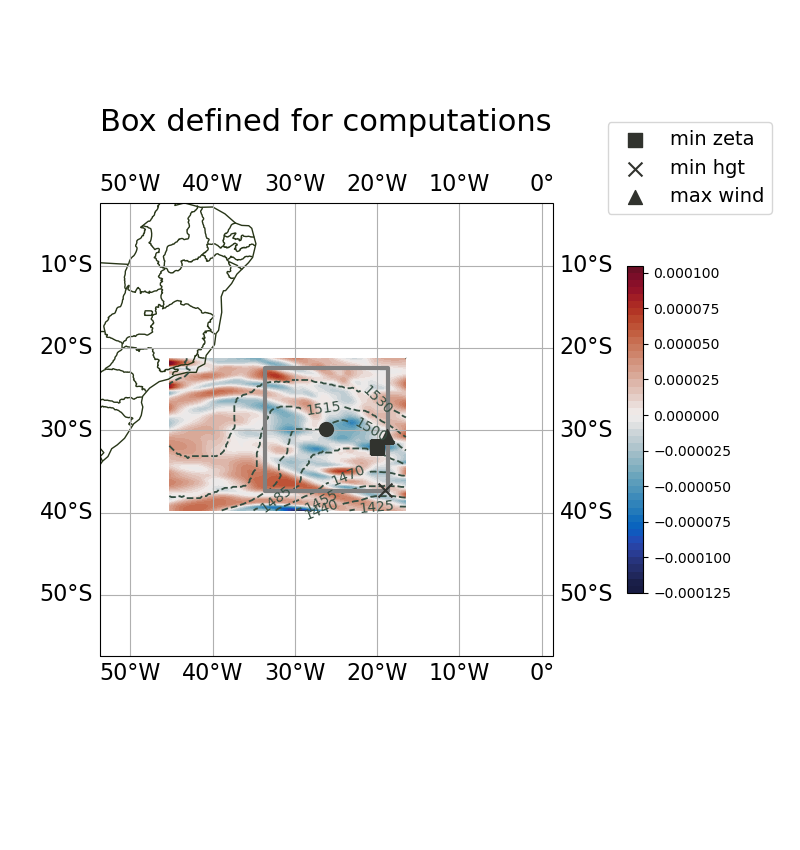 Box defined for computations
min zeta
min hgt
max wind
50°W 40°W 30°W 20°W 10°W 0°
10°S 10°S
20°S 20°S
30°S 30°S
40°S 40°S
50°S 50°S
50°W 40°W 30°W 20°W 10°W 0°
1530
1515
1500
1470
1485
1455
1440
1425
0.000100
0.000075
0.000050
0.000025
0.000000
−0.000025
−0.000050
−0.000075
−0.000100
−0.000125